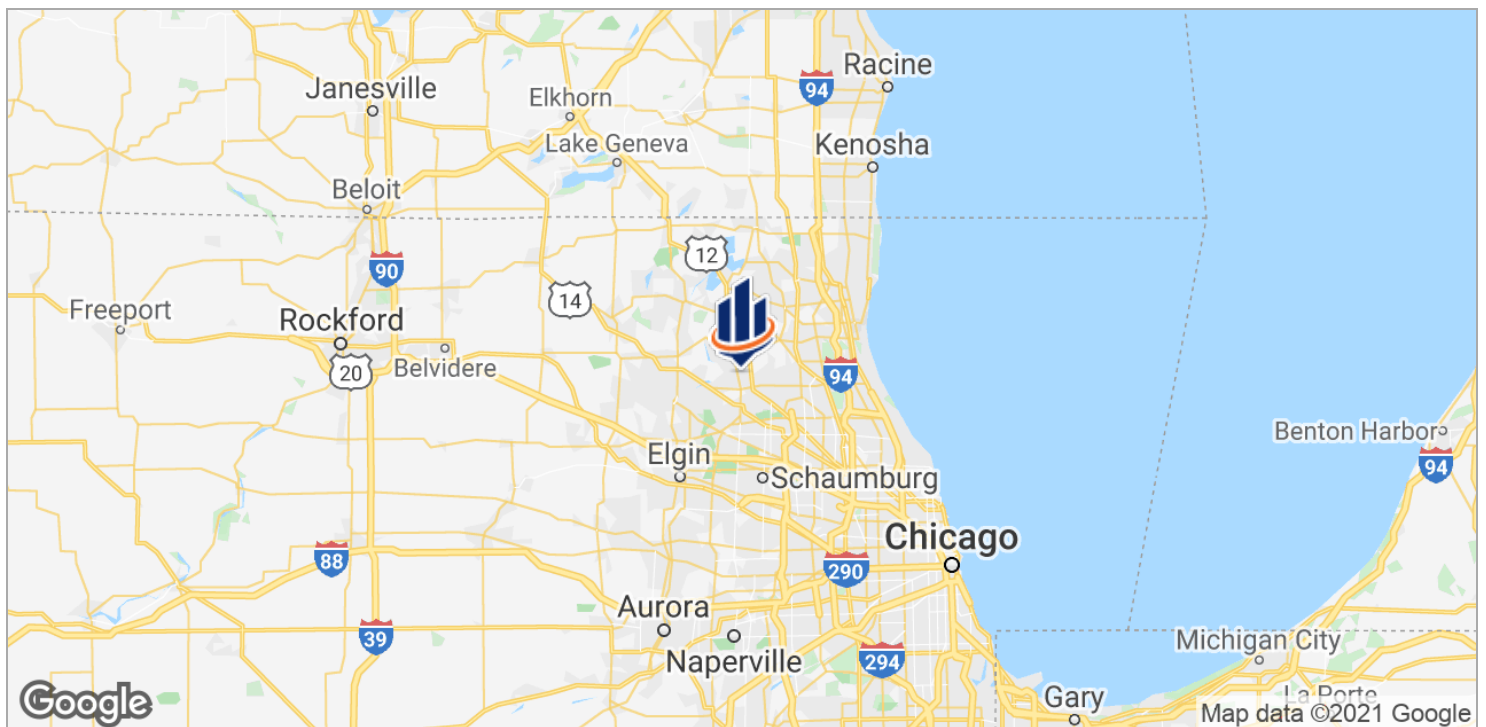 Racine
94
Janesville
Elkhorn
Kenosha
Lake Geneva
Beloit
12
90
14
Freeport
Rockford
Belvidere
20
94
Benton Harbor
94
Elgin
Schaumburg
Chicago
88
290
Aurora
39
Naperville
294
Michigan City
Gary
La Porte
Google
Map data ©2021 Google